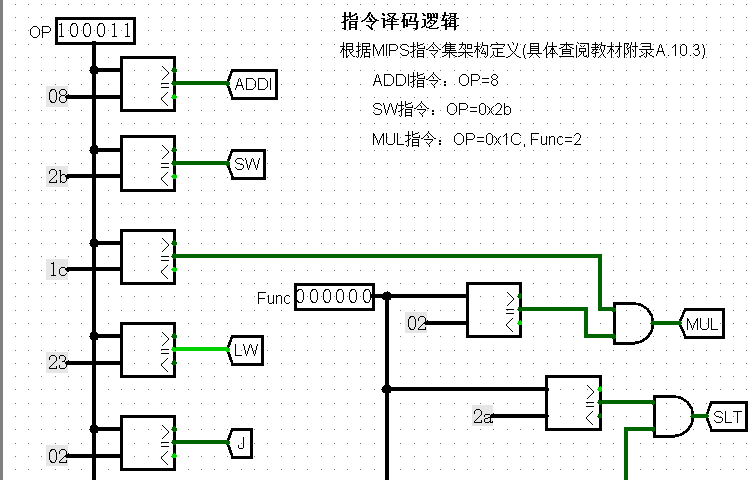 指令译码逻辑
OP 100011
根据MIPS指令集架构定义(具体查阅教材附录A.10.3)
ADDI指令：OP=8
08
ADDI
SW指令：OP=0x2b
MUL指令：OP=0x1C, Func=2
2b
SW
1c
Func 000000
02
MUL
23
LW
2a
SLT
02
J